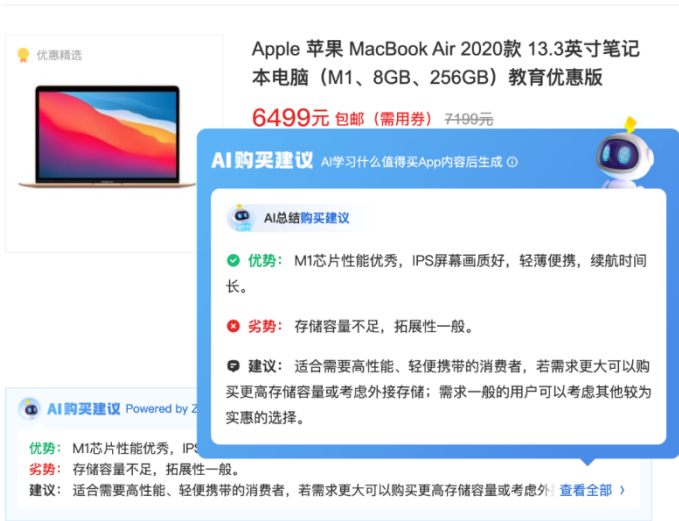 优惠精选
Apple 苹果 MacBook Air 2020款 13.3英寸笔记
本电脑（M1、8GB、256GB）教育优惠版
6499元 包邮（需用券） 7199元
AI购买建议 AI学习什么值得买App内容后生成
AI总结购买建议
优势： M1芯片性能优秀，IPS屏幕画质好，轻薄便携，续航时间
长。
劣势： 存储容量不足，拓展性一般。
建议： 适合需要高性能、轻便携带的消费者，若需求更大可以购
买更高存储容量或考虑外接存储；需求一般的用户可以考虑其他较为
实惠的选择。
AI购买建议 Powered by Z
优势： M1芯片性能优秀，IPS
劣势： 存储容量不足，拓展性一般。
建议： 适合需要高性能、轻便携带的消费者，若需求更大可以购买更高存储容量或考虑外 查看全部 >